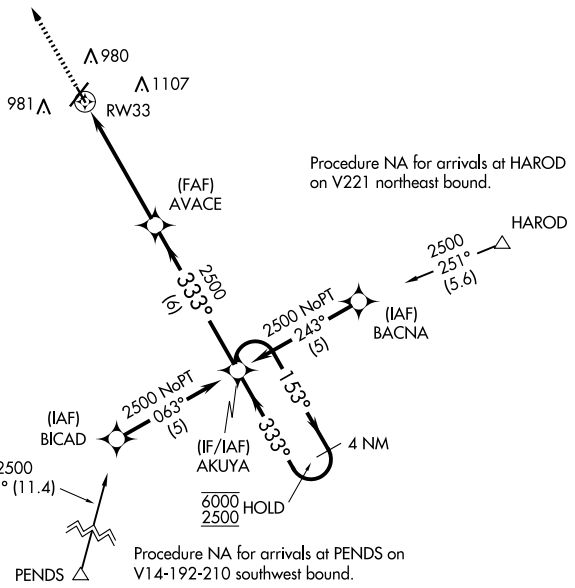 980
1107
981
RW33
Procedure NA for arrivals at HAROD
on V221 northeast bound.
(FAF)
AVACE
HAROD
2500
251°
(5.6)
2500
333°
(6)
(IAF)
BACNA
2500 NoPT
243°
(5)
2500 NoPT
063°
(5)
(IAF)
BICAD
153°
333°
(IF/IAF)
AKUYA
4 NM
6000
2500
HOLD
2500
° (11.4)
Procedure NA for arrivals at PENDS on
V14-192-210 southwest bound.
PENDS